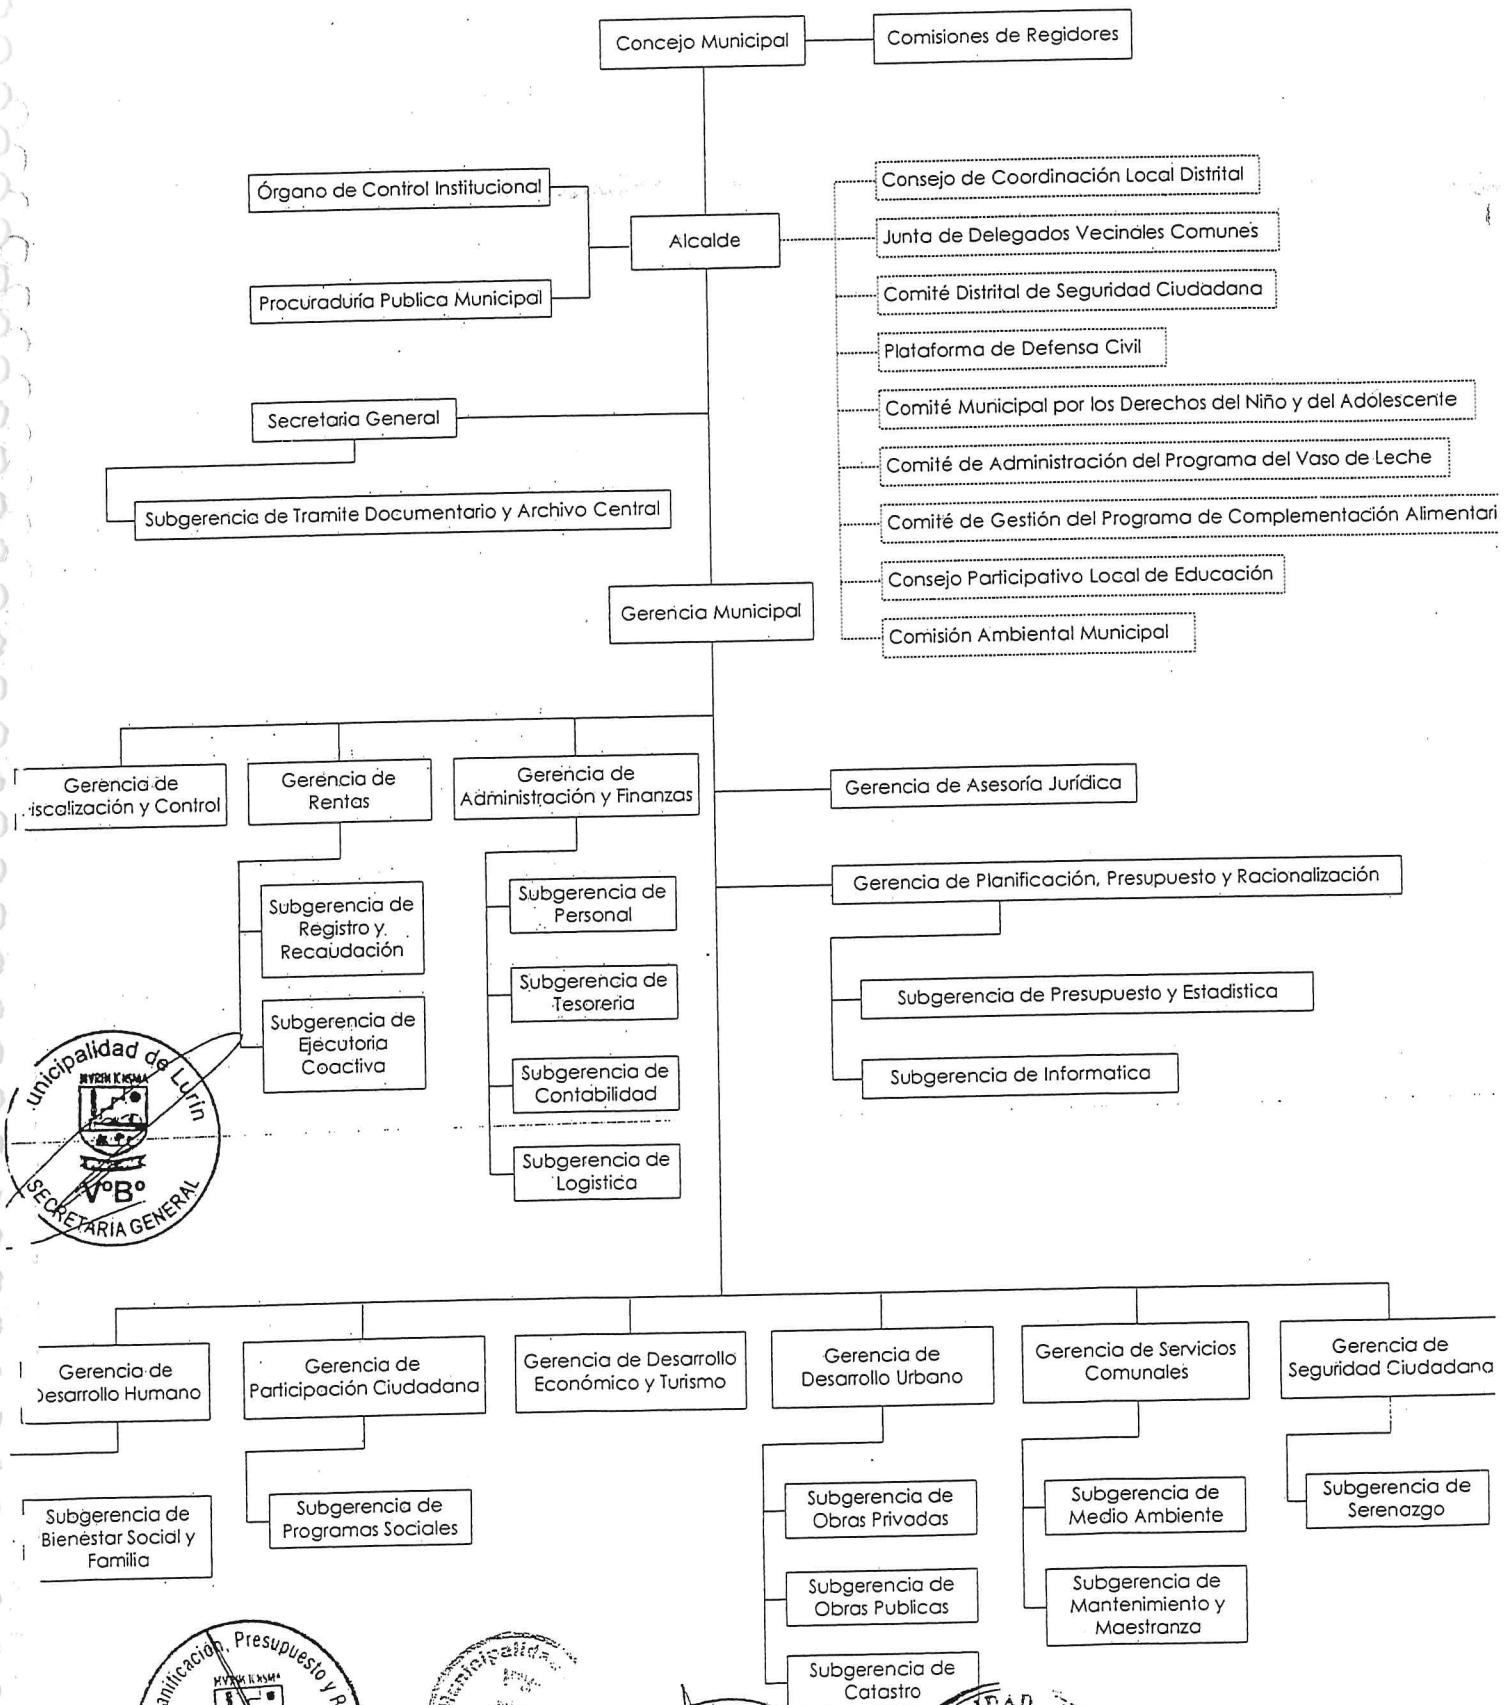 Concejo Municipal
Comisiones de Regidores
Órgano de Control Institucional
Procuraduría Publica Municipal
Alcalde
Consejo de Coordinación Local Distrital
Junta de Delegados Vecinales Comunes
Comité Distrital de Seguridad Ciudadana
Plataforma de Defensa Civil
Comité Municipal por los Derechos del Niño y del Adolescente
Comité de Administración del Programa del Vaso de Leche
Comité de Gestión del Programa de Complementación Alimentari
Consejo Participativo Local de Educación
Comisión Ambiental Municipal
Secretaria General
Subgerencia de Tramite Documentario y Archivo Central
Gerencia Municipal
Gerencia de
iscalización y Control
Gerencia de
Rentas
Gerencia de
Administración y Finanzas
Gerencia de Asesoría Jurídica
Gerencia de Planificación, Presupuesto y Racionalización
Subgerencia de
Registro y
Recaudación
Subgerencia de
Ejecutoria
Coactiva
Subgerencia de
Personal
Subgerencia de
Tesoreria
Subgerencia de
Contabilidad
Subgerencia de
Logistica
Subgerencia de Presupuesto y Estadistica
Subgerencia de Informatica
unicipalidad de Lurín
VºBº
SECRETARIA GENERAL
Gerencia de
Desarrollo Humano
Gerencia de
Participación Ciudadana
Gerencia de Desarrollo
Económico y Turismo
Gerencia de
Desarrollo Urbano
Gerencia de Servicios
Comunales
Gerencia de
Seguridad Ciudadana
Subgerencia de
Bienestar Social y
Familia
Subgerencia de
Programas Sociales
Subgerencia de
Obras Privadas
Subgerencia de
Obras Publicas
Subgerencia de
Catastro
Subgerencia de
Medio Ambiente
Subgerencia de
Mantenimiento y
Maestranza
Subgerencia de
Serenazgo
anificación, Presupuesto y R
unicipalida
DAD